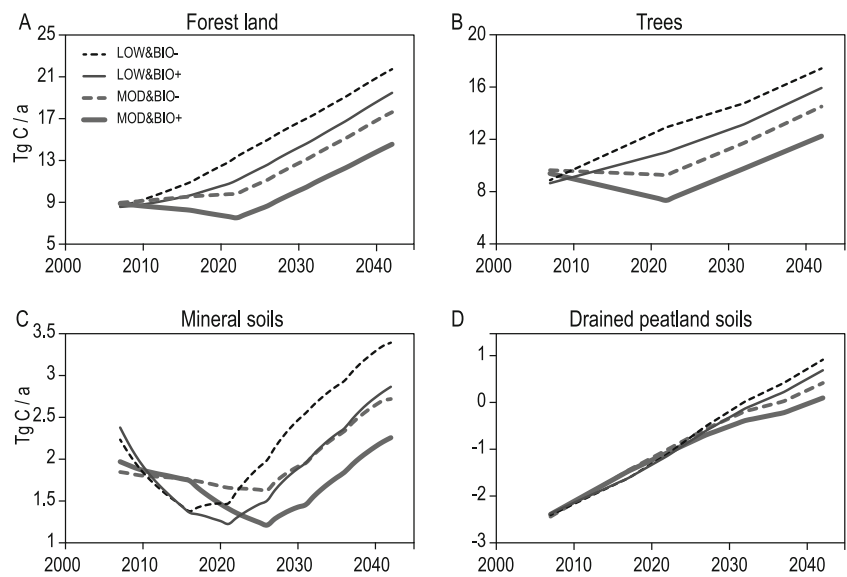 A Forest land
25
21
17
13
9
5
Tg C / a
LOW&BIO-
LOW&BIO+
MOD&BIO-
MOD&BIO+
2000 2010 2020 2030 2040
B Trees
16
12
8
4
2000 2010 2020 2030 2040
C Mineral soils
3.5
3
2.5
2
1.5
1
Tg C / a
2000 2010 2020 2030 2040
D Drained peatland soils
1
0
-1
-2
-3
2000 2010 2020 2030 2040